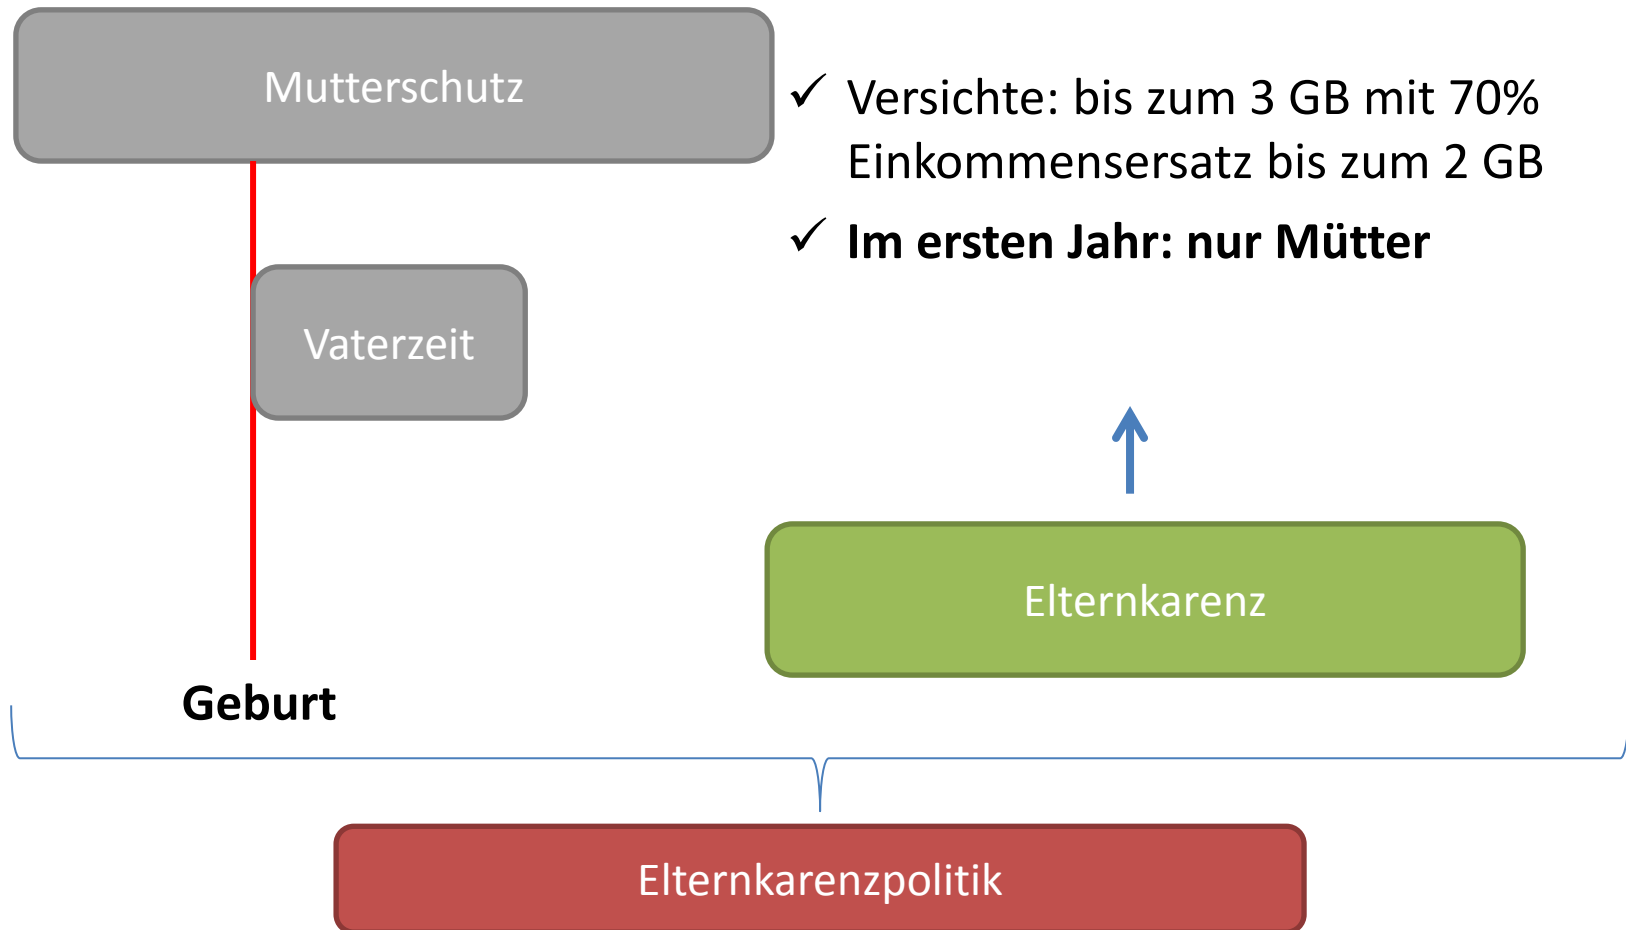 Mutterschutz
✓ Versichte: bis zum 3 GB mit 70%
Einkommensersatz bis zum 2 GB
✓ Im ersten Jahr: nur Mütter
Vaterzeit
Elternkarenz
Geburt
Elternkarenzpolitik